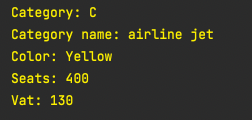 Category: C
Category name: airline jet
Color: Yellow
Seats: 400
Vat: 130